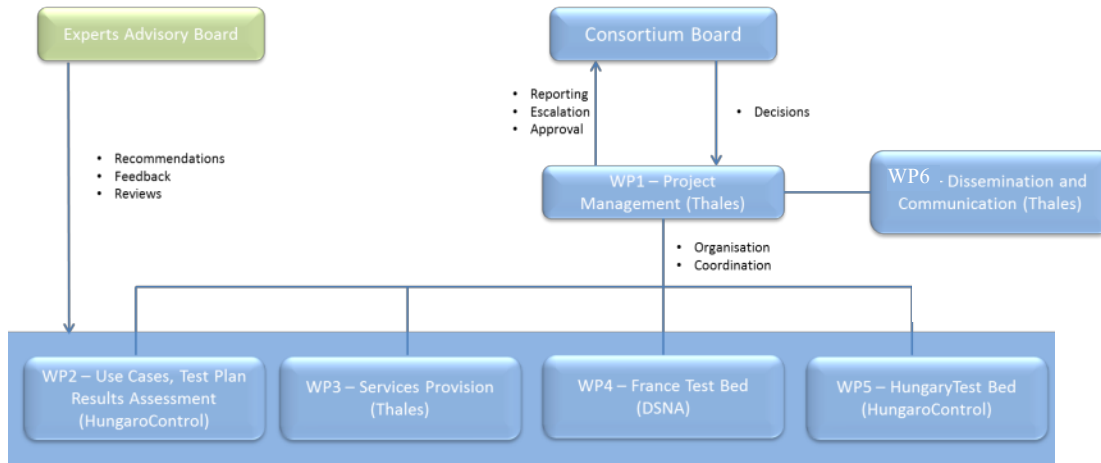 Experts Advisory Board
Consortium Board
• Reporting
• Escalation
• Approval
• Decisions
• Recommendations
• Feedback
• Reviews
WP1 – Project
Management (Thales)
WP6 - Dissemination and
Communication (Thales)
• Organisation
• Coordination
WP2 – Use Cases, Test Plan
Results Assessment
(HungaroControl)
WP3 – Services Provision
(Thales)
WP4 – France Test Bed
(DSNA)
WP5 – HungaryTest Bed
(HungaroControl)